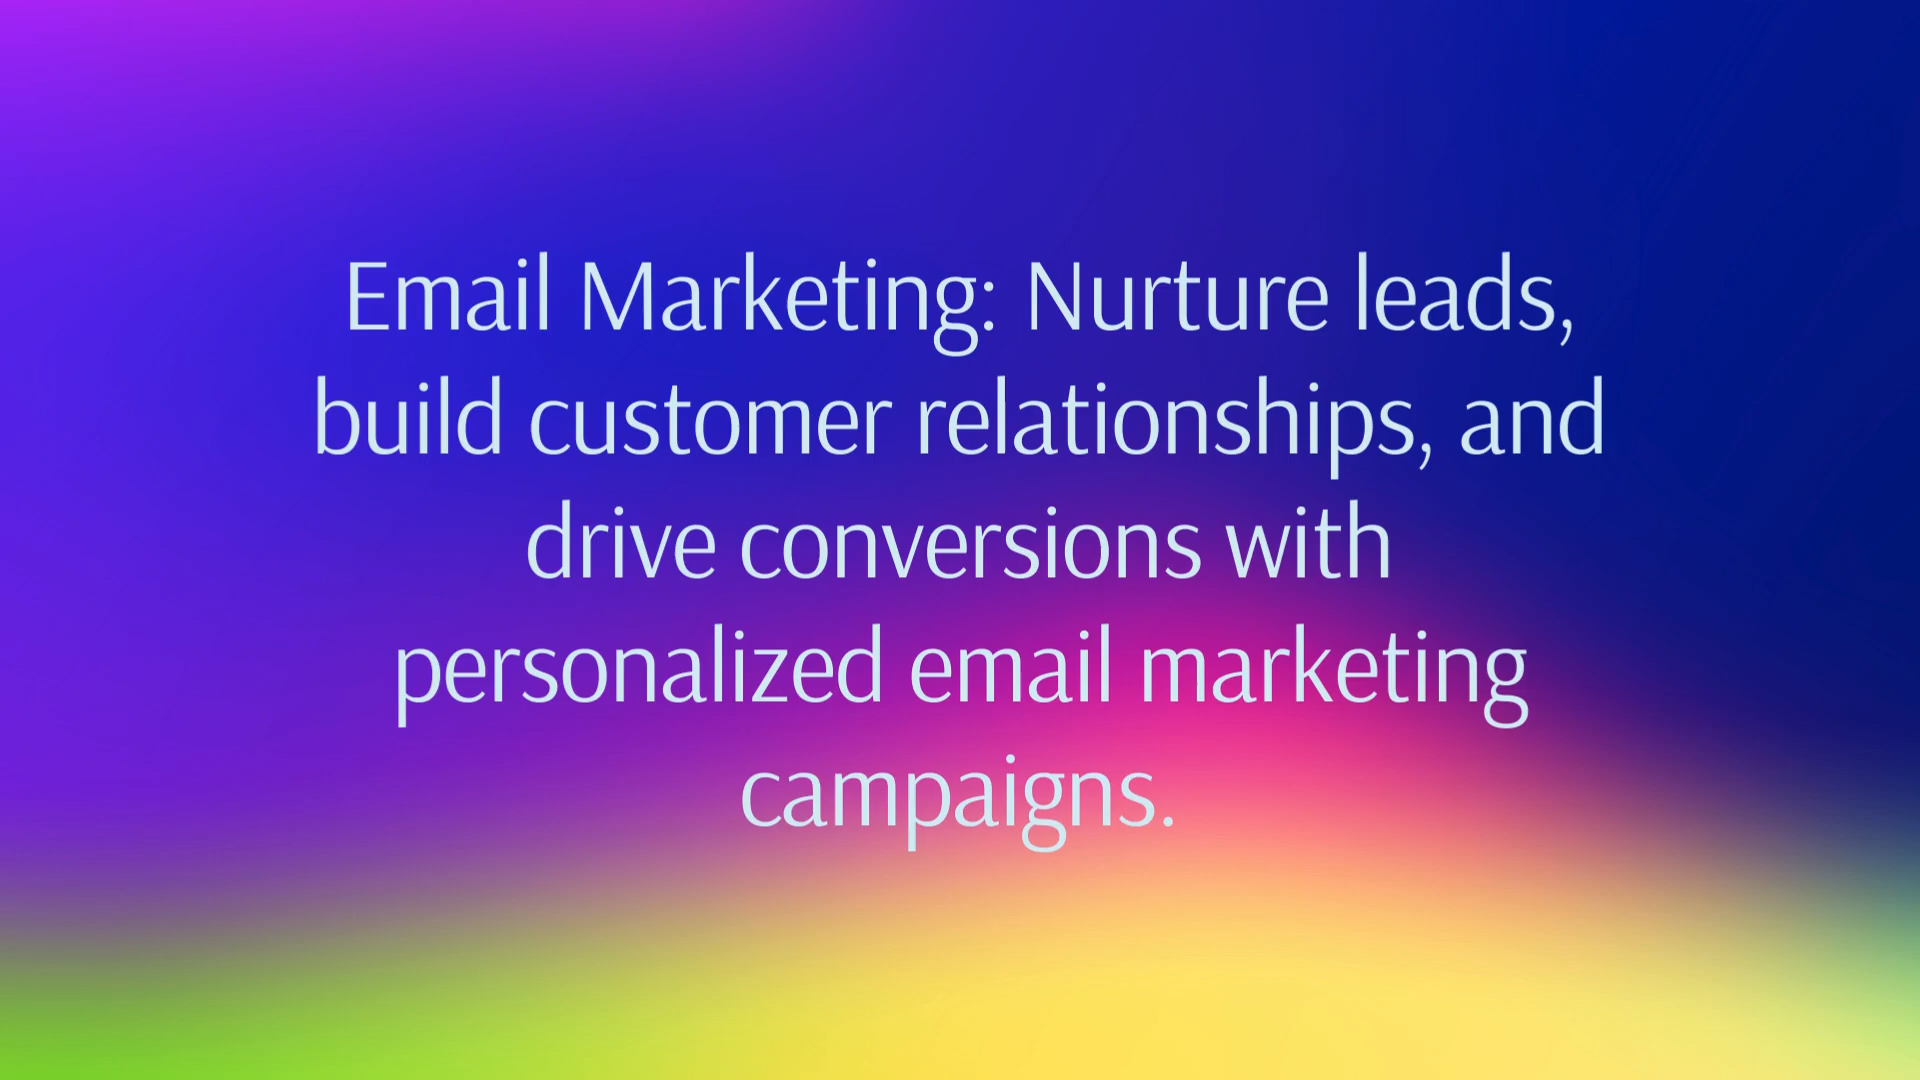 Email Marketing: Nurture leads,
build customer relationships, and
drive conversions with
personalized email marketing
campaigns.